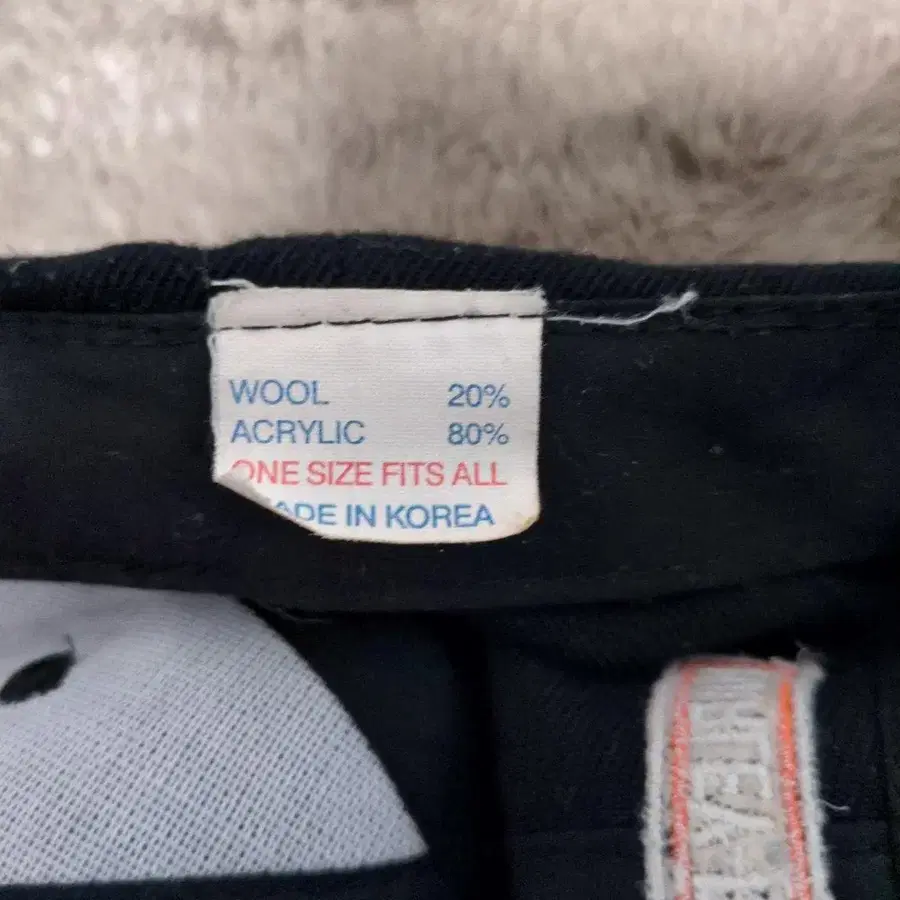 WOOL 20%
ACRYLIC 80%
ONE SIZE FITS ALL
MADE IN KOREA